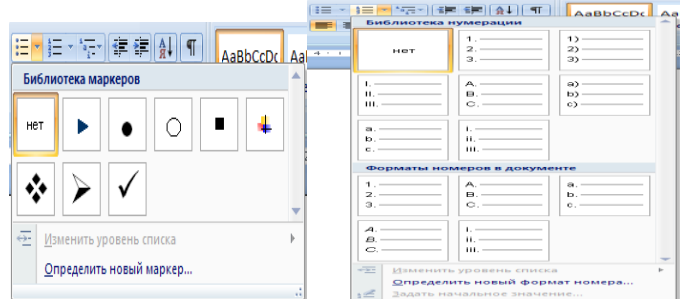 AaBbCcDc Aa
Библиотека маркеров
нет
Изменить уровень списка
Определить новый маркер...
AaBbCcDc Aa
Библиотека нумерации
нет
1.
2.
3.
1)
2)
3)
I.
II.
III.
A.
B.
C.
a)
b)
c)
a.
b.
c.
i.
ii.
iii.
Форматы номеров в документе
1.
2.
3.
A.
B.
C.
a.
b.
c.
A.
B.
C.
i.
ii.
iii.
Изменить уровень списка
Определить новый формат номера...
Задать начальное значение...